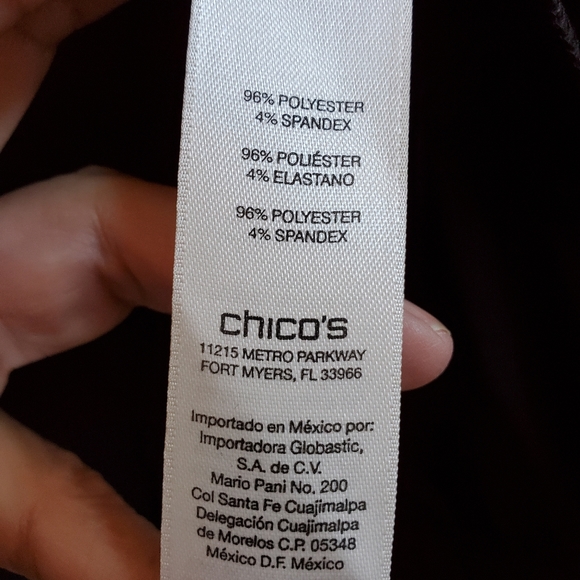 96% POLYESTER
4% SPANDEX
96% POLIÉSTER
4% ELASTANO
96% POLYESTER
4% SPANDEX
chico's
11215 METRO PARKWAY
FORT MYERS, FL 33966
Importado en México por:
Importadora Globastic,
S.A. de C.V.
Mario Pani No. 200
Col Santa Fe Cuajimalpa
Delegación Cuajimalpa
de Morelos C.P. 05348
México D.F. México